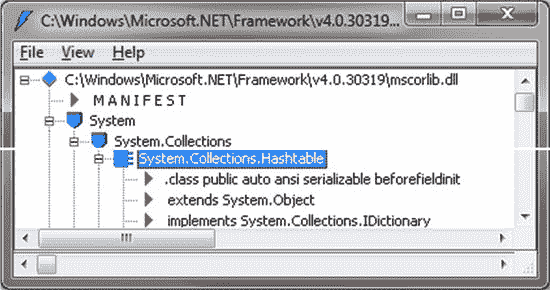 C:\Windows\Microsoft.NET\Framework\v4.0.30319...
File View Help
C:\Windows\Microsoft.NET\Framework\v4.0.30319\mscorlib.dll
M A N I F E S T
System
System.Collections
System.Collections.Hashtable
.class public auto ansi serializable beforefieldinit
extends System.Object
implements System.Collections.IDictionary